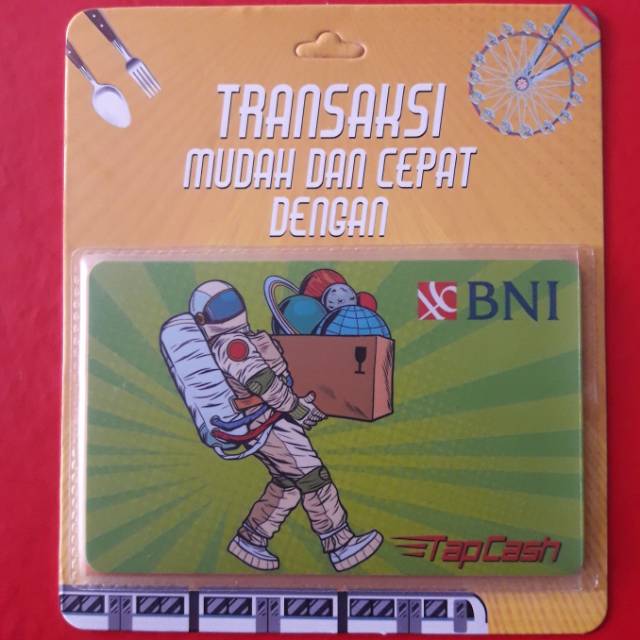 TRANSAKSI
MUDAH DAN CEPAT
DENGAN
BNI
TapCash